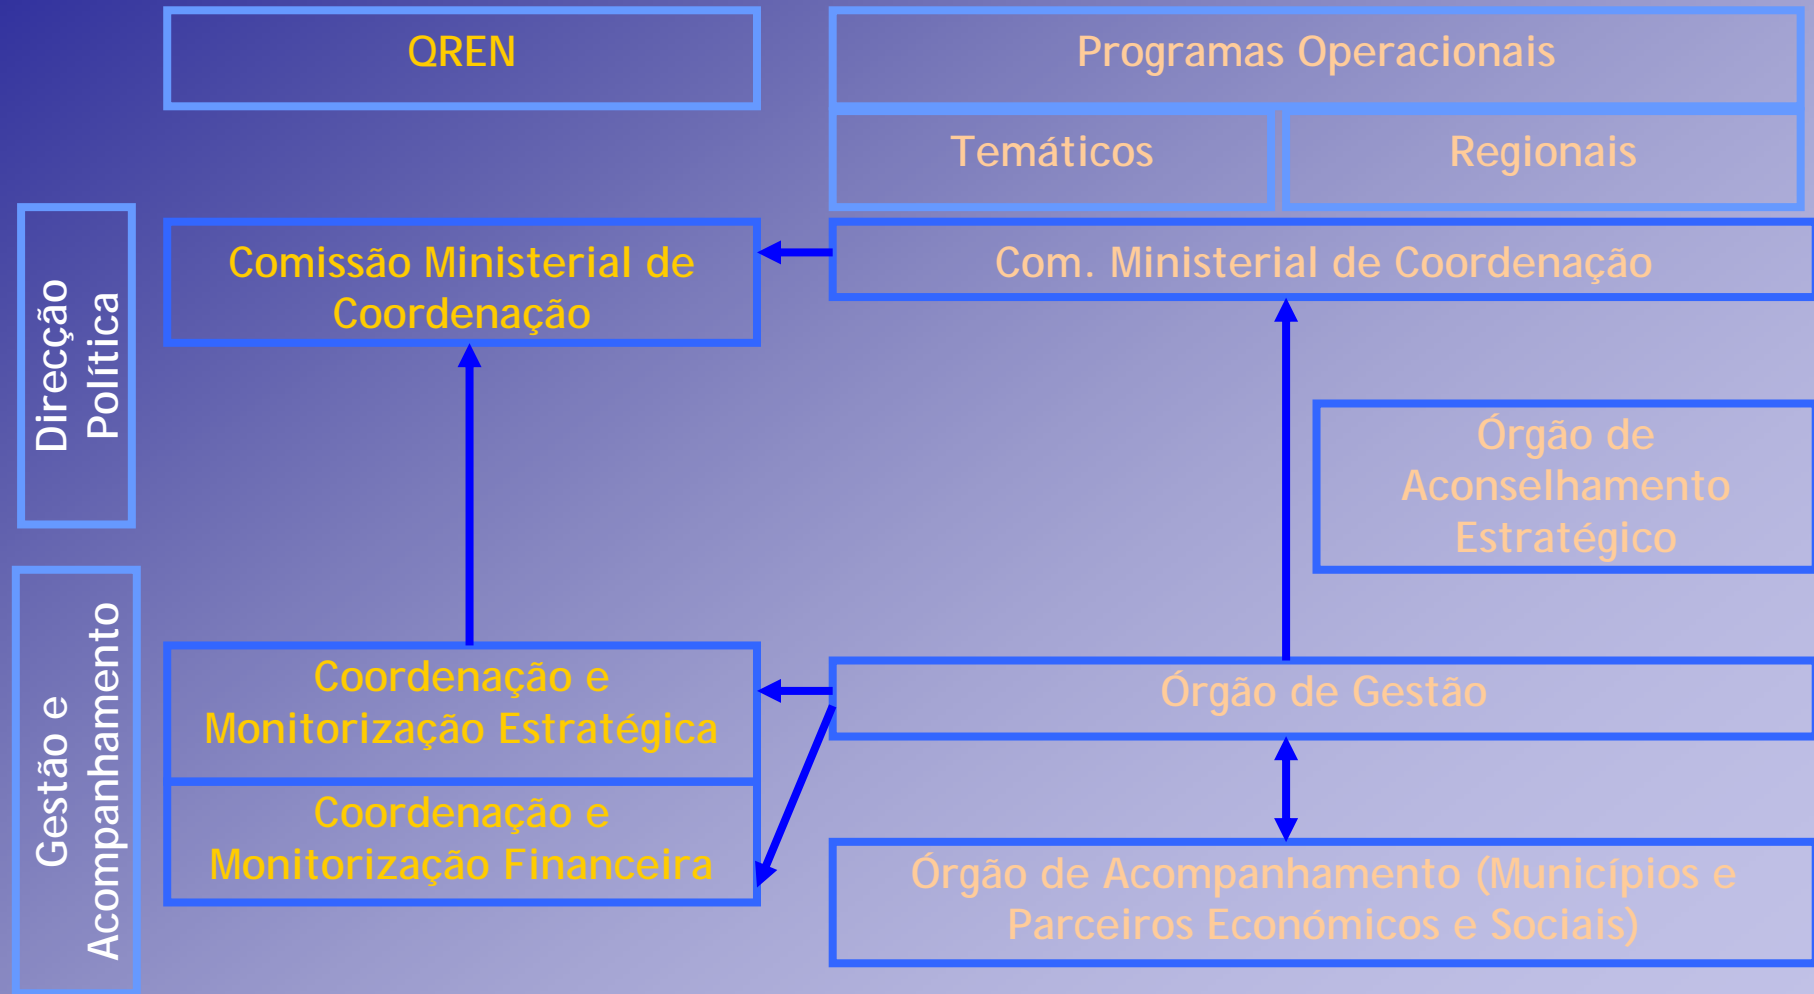 QREN
Programas Operacionais
Temáticos
Regionais
Direcção
Política
Comissão Ministerial de
Coordenação
Com. Ministerial de Coordenação
Órgão de
Aconselhamento
Estratégico
Gestão e
Acompanhamento
Coordenação e
Monitorização Estratégica
Coordenação e
Monitorização Financeira
Órgão de Gestão
Órgão de Acompanhamento (Municípios e
Parceiros Económicos e Sociais)